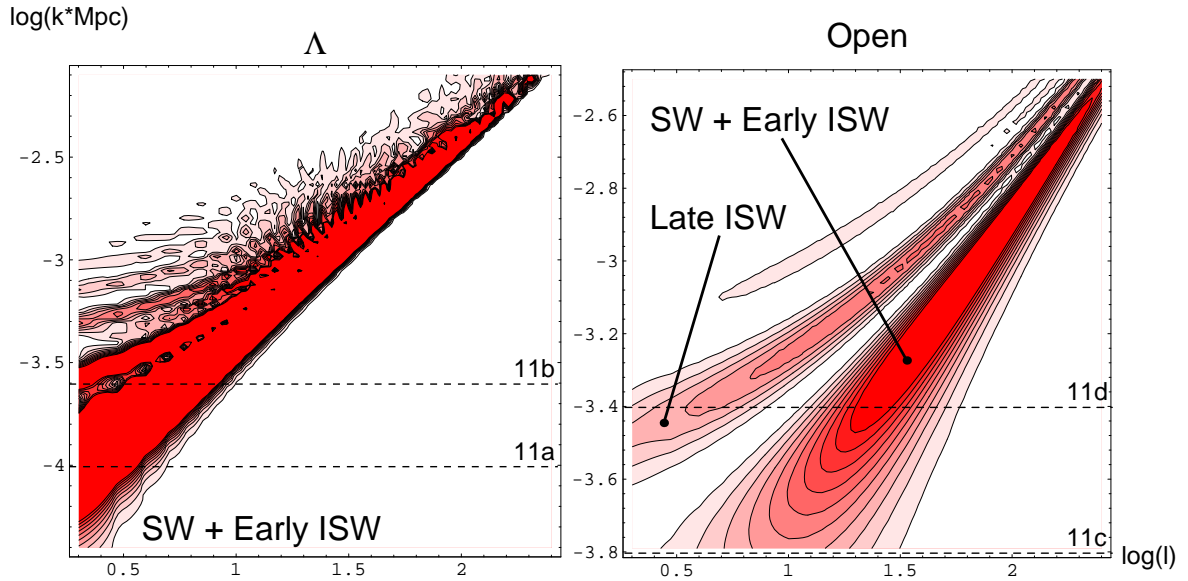 log(k*Mpc)
Λ
Open
-2.5
-3
-3.5
-4
0.5
1
1.5
2
11b
11a
SW + Early ISW
-2.6
-2.8
-3
-3.2
-3.4
-3.6
-3.8
0.5
1
1.5
2
SW + Early ISW
Late ISW
11d
11c
log(l)